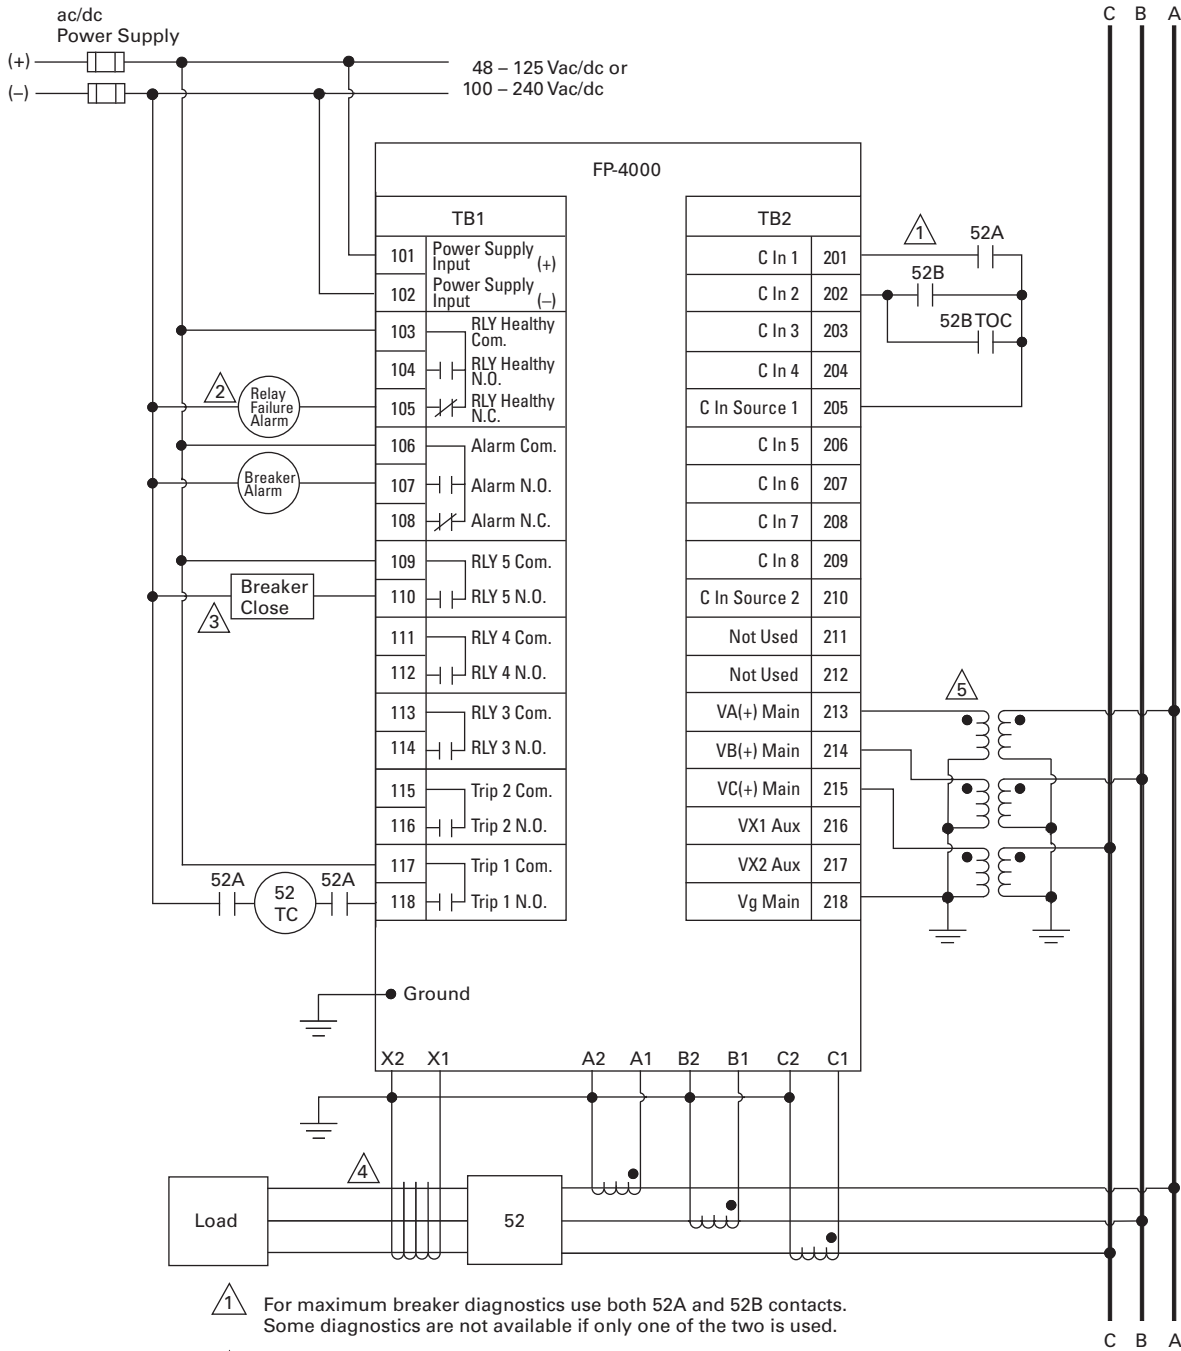 ac/dc
Power Supply
C B A
(+)
48 – 125 Vac/dc or
(–)
100 – 240 Vac/dc
FP-4000
TB1
101 Power Supply Input (+)
102 Power Supply Input (–)
103 RLY Healthy Com.
104 RLY Healthy N.O.
105 RLY Healthy N.C.
106 Alarm Com.
107 Alarm N.O.
108 Alarm N.C.
109 RLY 5 Com.
110 RLY 5 N.O.
111 RLY 4 Com.
112 RLY 4 N.O.
113 RLY 3 Com.
114 RLY 3 N.O.
115 Trip 2 Com.
116 Trip 2 N.O.
117 Trip 1 Com.
118 Trip 1 N.O.
TB2
C In 1 201
C In 2 202
C In 3 203
C In 4 204
C In Source 1 205
C In 5 206
C In 6 207
C In 7 208
C In 8 209
C In Source 2 210
Not Used 211
Not Used 212
VA(+) Main 213
VB(+) Main 214
VC(+) Main 215
VX1 Aux 216
VX2 Aux 217
Vg Main 218
1
52A
52B
52B TOC
2
Relay
Failure
Alarm
Breaker
Alarm
Breaker
Close
3
5
52A
52
TC
52A
Ground
X2 X1 A2 A1 B2 B1 C2 C1
4
Load
52
1 For maximum breaker diagnostics use both 52A and 52B contacts.
Some diagnostics are not available if only one of the two is used.
C B A